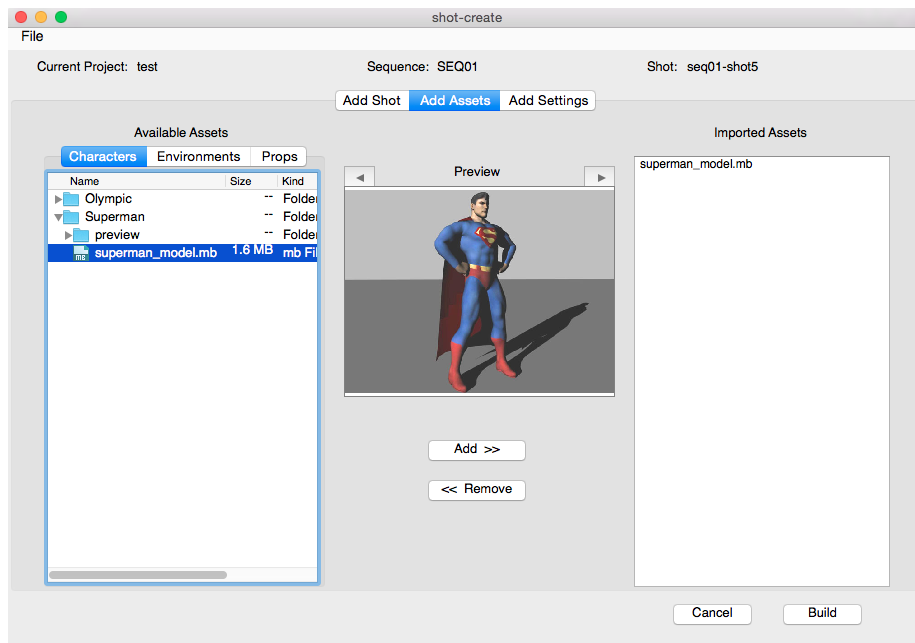 shot-create
File
Current Project: test Sequence: SEQ01 Shot: seq01-shot5
Add Shot Add Assets Add Settings
Available Assets
Characters Environments Props
Name Size Kind
Olympic -- Folder
Superman -- Folder
preview -- Folder
MB superman_model.mb 1.6 MB mb Fil
Preview
Add >>
<< Remove
Imported Assets
superman_model.mb
Cancel Build